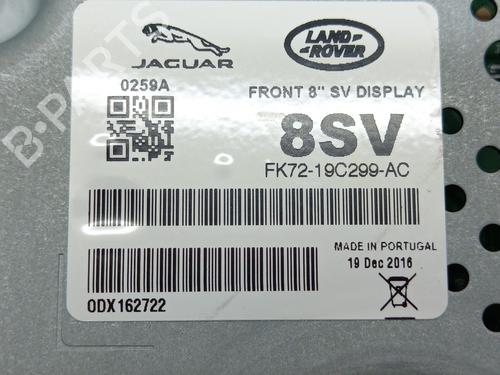 JAGUAR
LAND ROVER
0259A
FRONT 8" SV DISPLAY
8SV
FK72-19C299-AC
MADE IN PORTUGAL
19 Dec 2016
0DX162722
B-PARTS